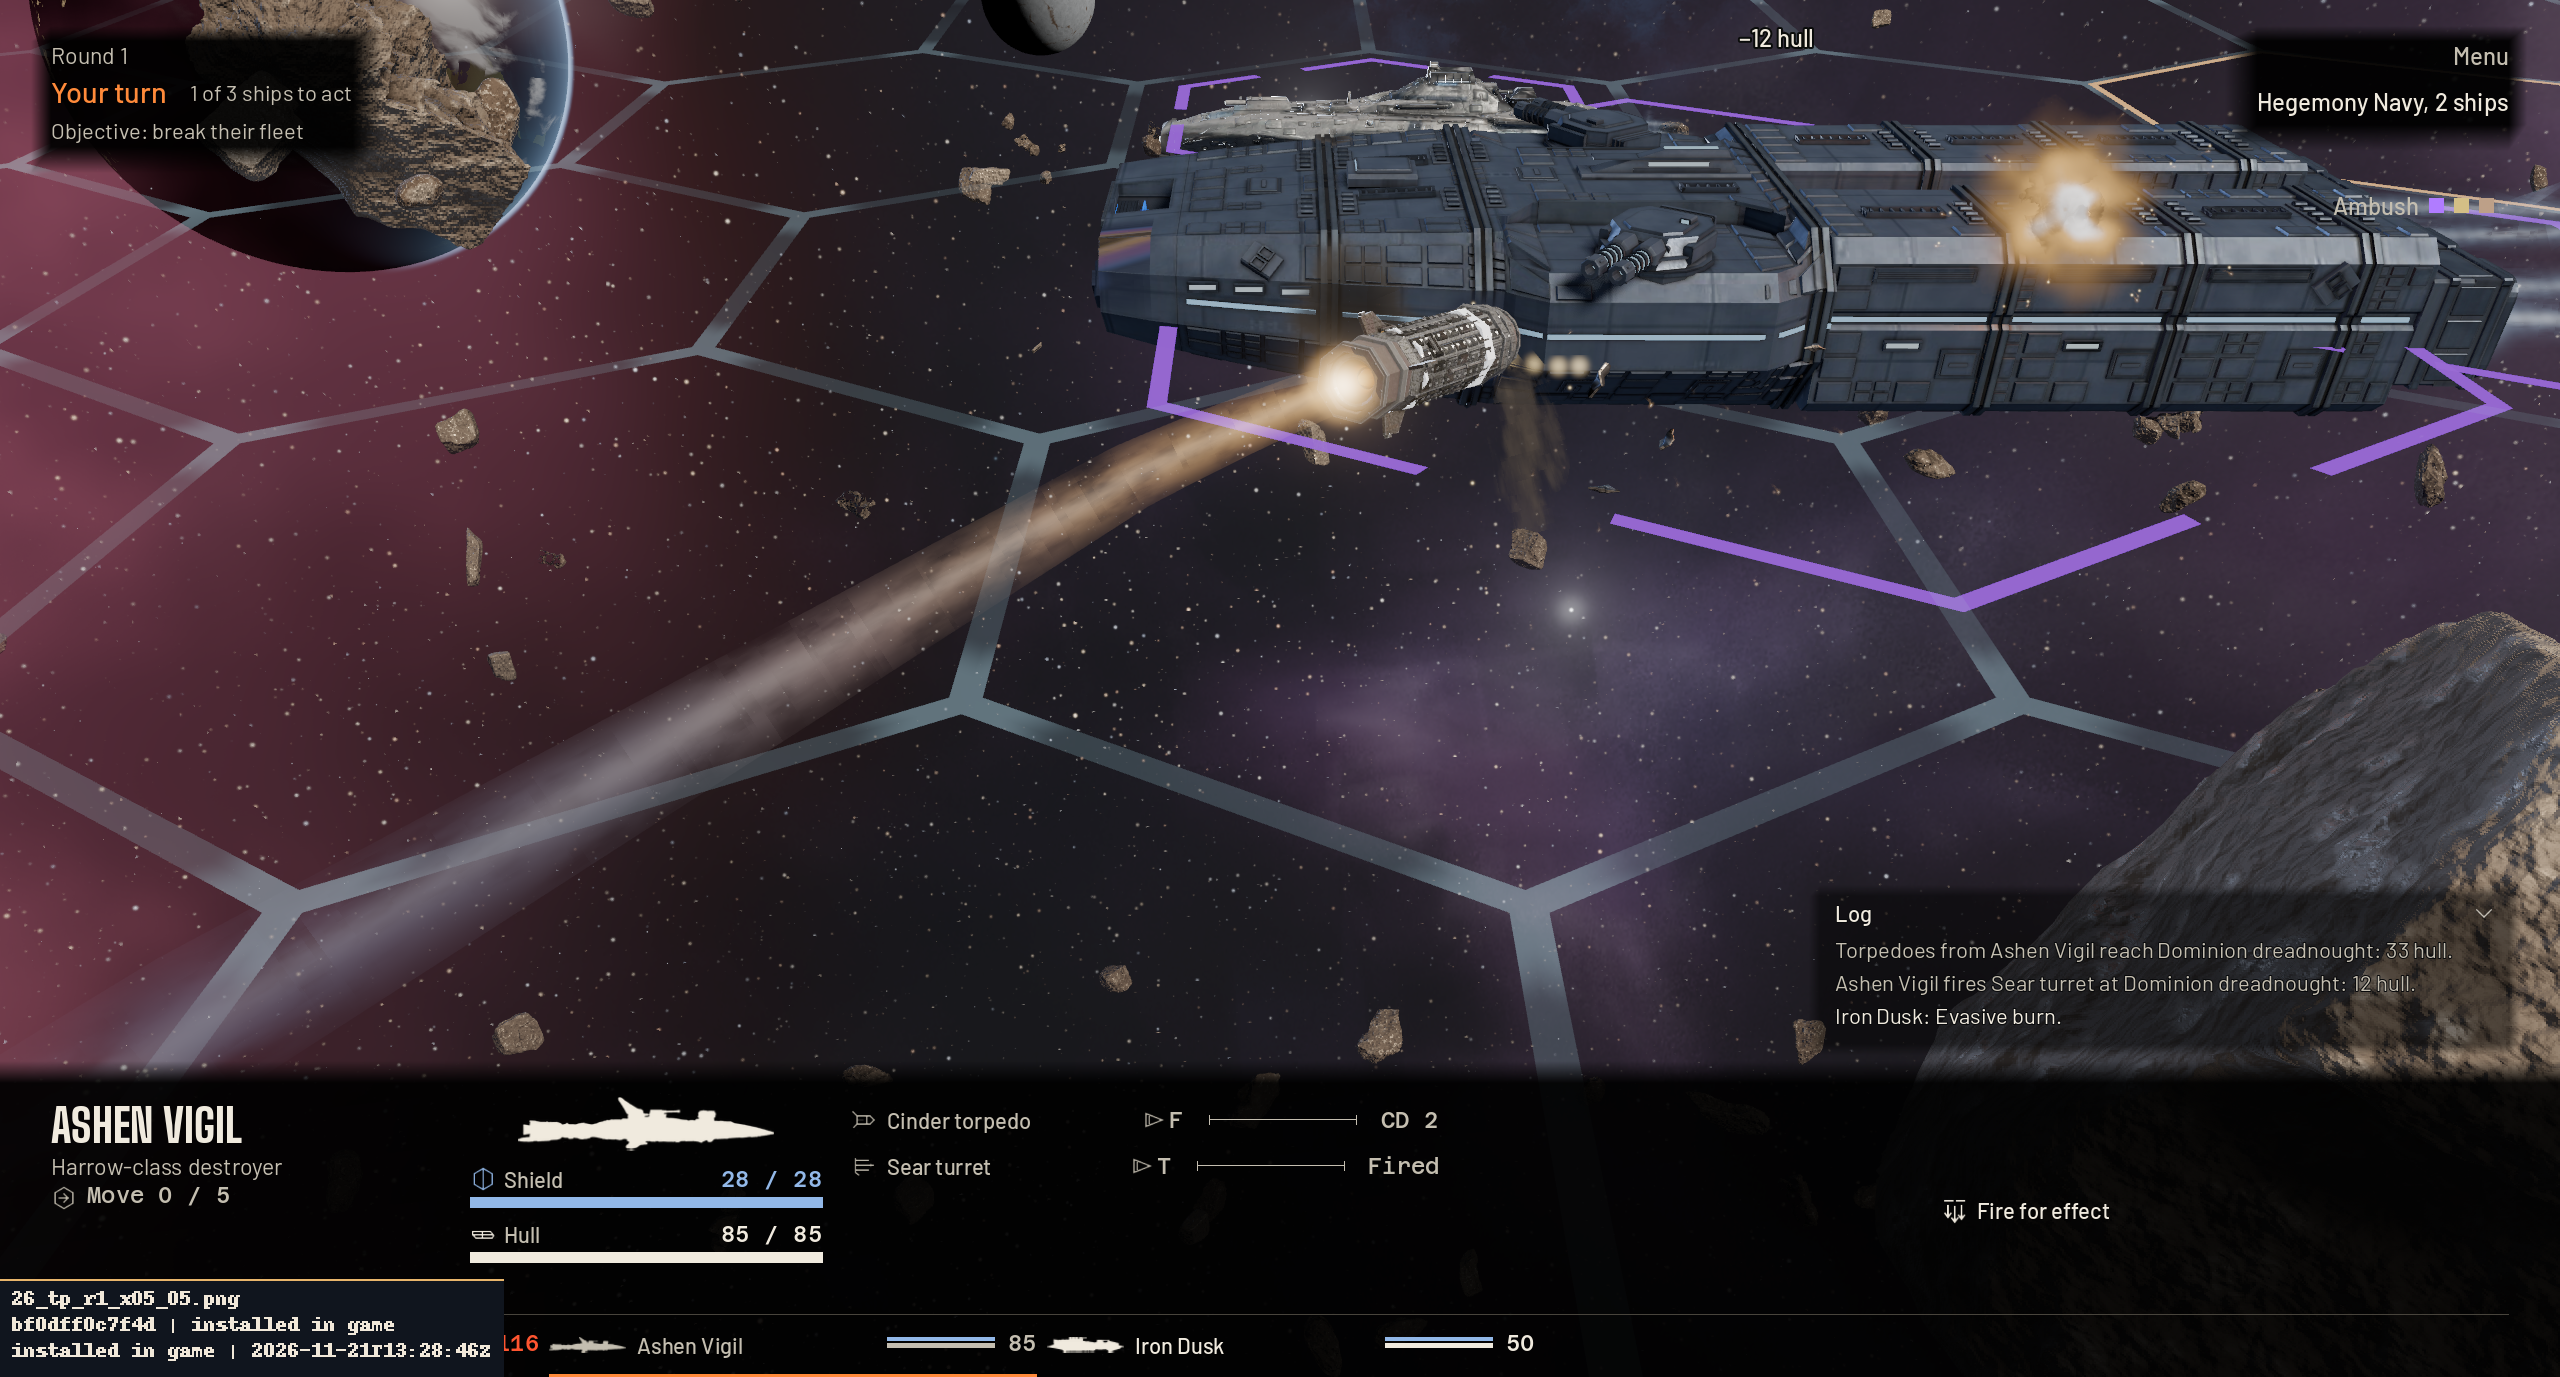 Round 1
Your turn 1 of 3 ships to act
Objective: break their fleet
−12 hull
Menu
Hegemony Navy, 2 ships
Ambush
Log
Torpedoes from Ashen Vigil reach Dominion dreadnought: 33 hull.
Ashen Vigil fires Sear turret at Dominion dreadnought: 12 hull.
Iron Dusk: Evasive burn.
ASHEN VIGIL
Harrow-class destroyer
Move 0 / 5
Shield 28 / 28
Hull 85 / 85
Cinder torpedo F CD 2
Sear turret T Fired
Fire for effect
26_tp_r1_x05_05.png
bf0dff0c7f4d | installed in game
installed in game | 2026-11-21T13:28:46Z
116 Ashen Vigil 85 Iron Dusk 50